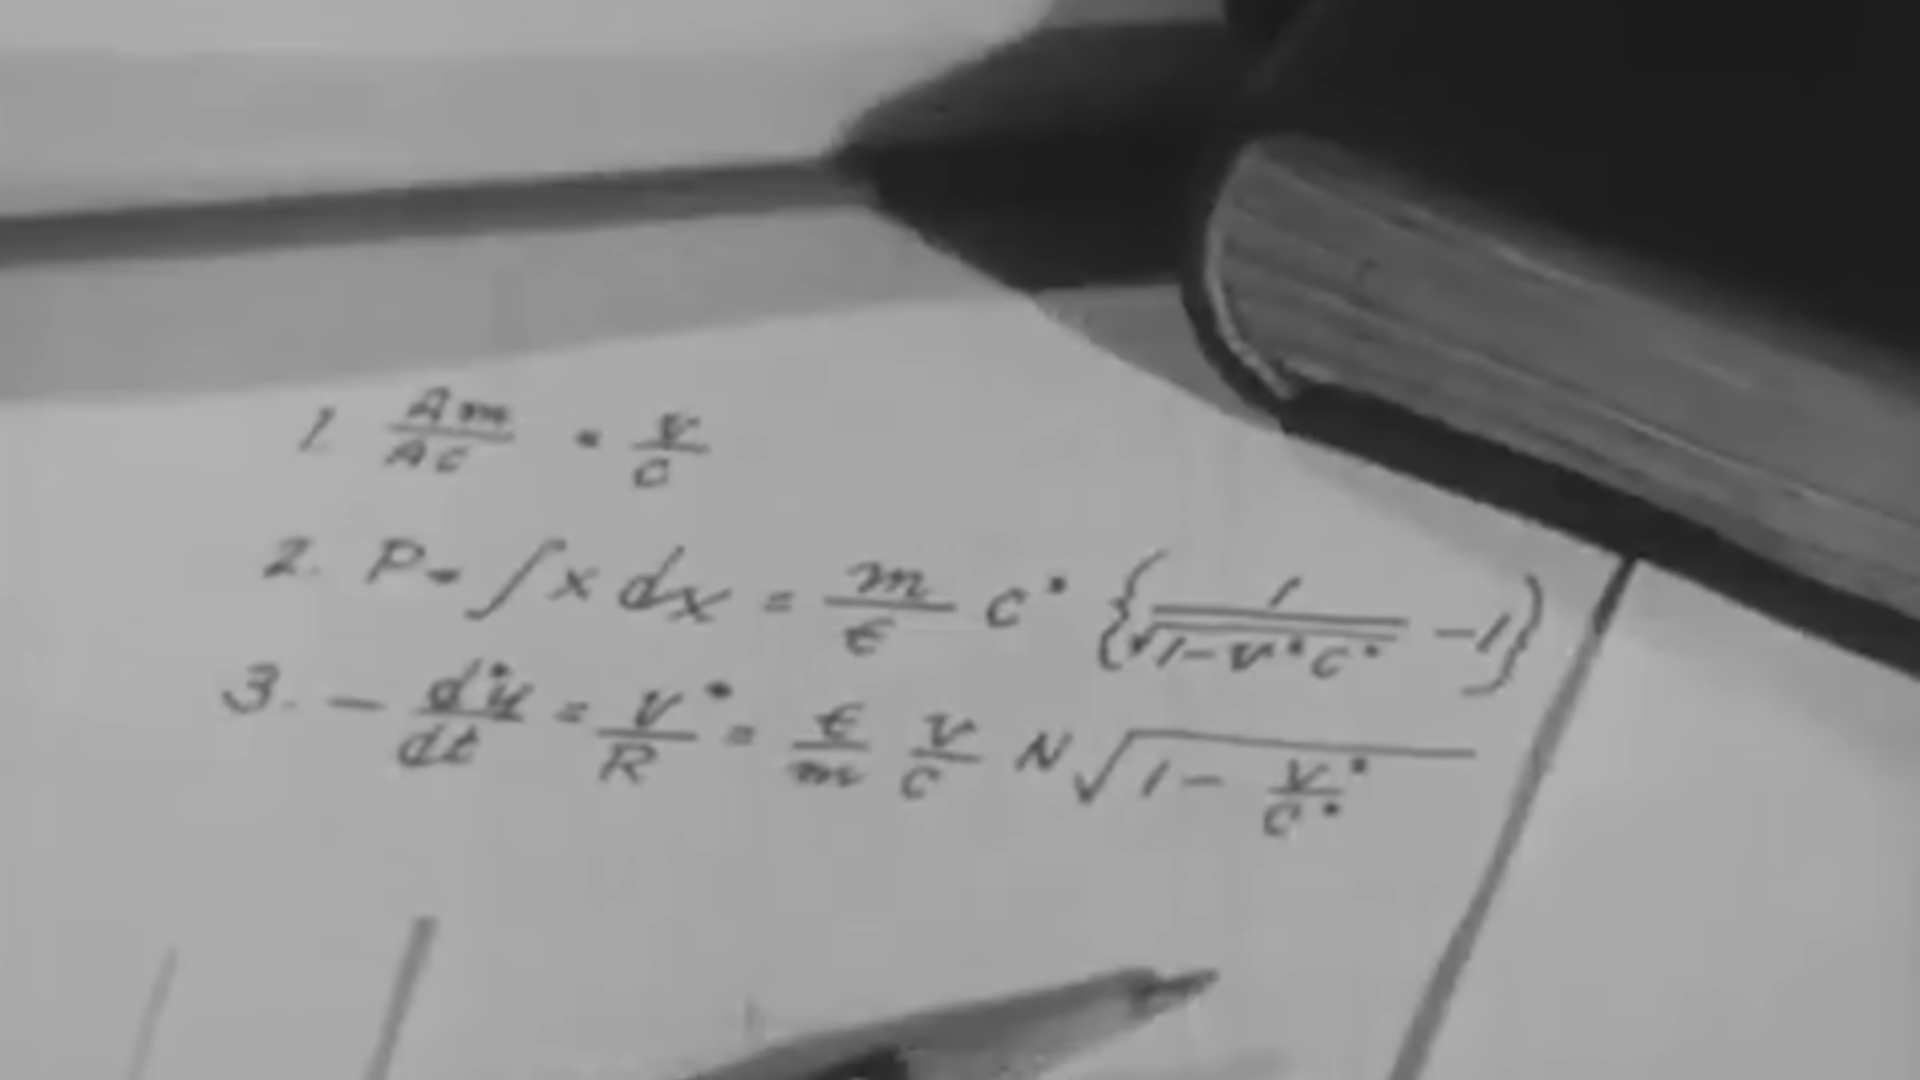 1. Am/Ac = v/c
2. P = ∫ x dx = m/ε c² {1/√1-v²c² -1}
3. - d²y/dt = v²/R = ε/m v/c N √1 - v²/c²